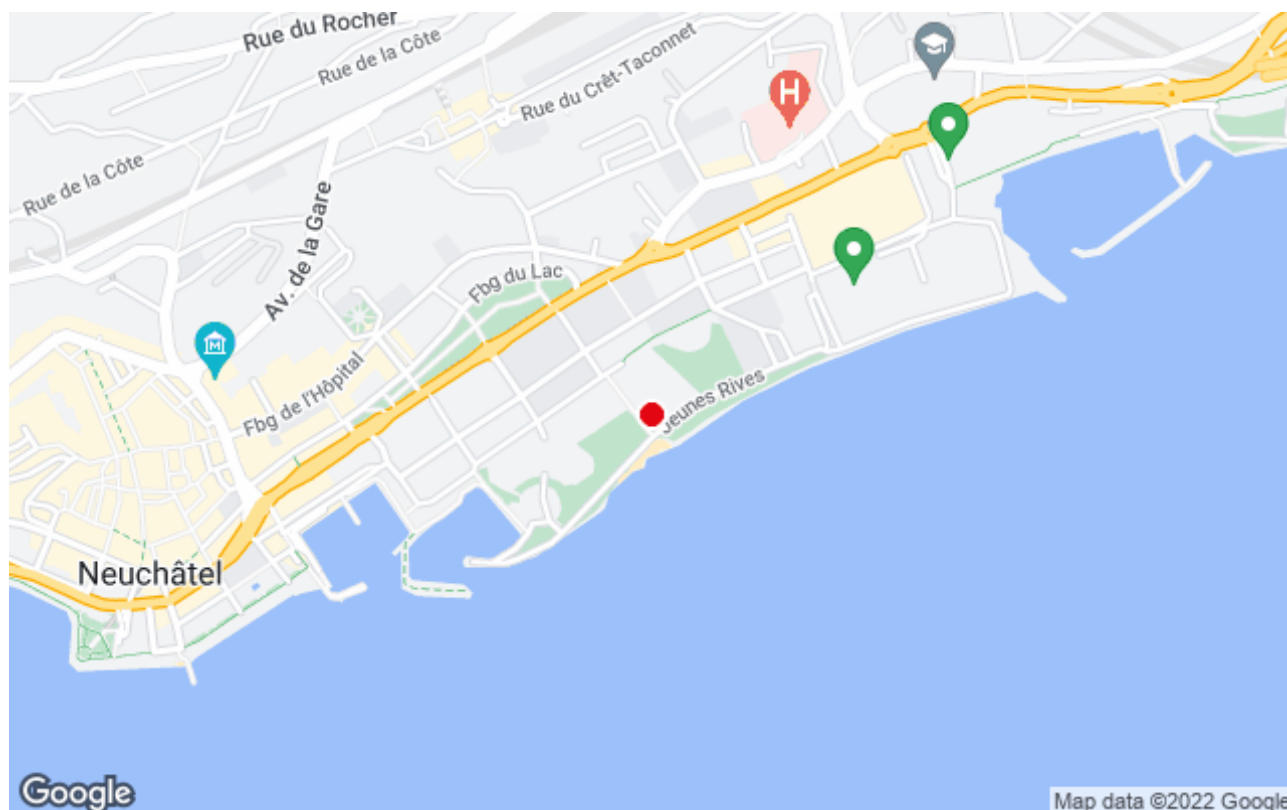 Rue du Rocher
Rue de la Côte
Rue du Crêt-Taconnet
H
Rue de la Côte
Av. de la Gare
Fbg du Lac
M
Fbg de l'Hôpital
Jeunes Rives
Neuchâtel
Google
Map data ©2022 Google